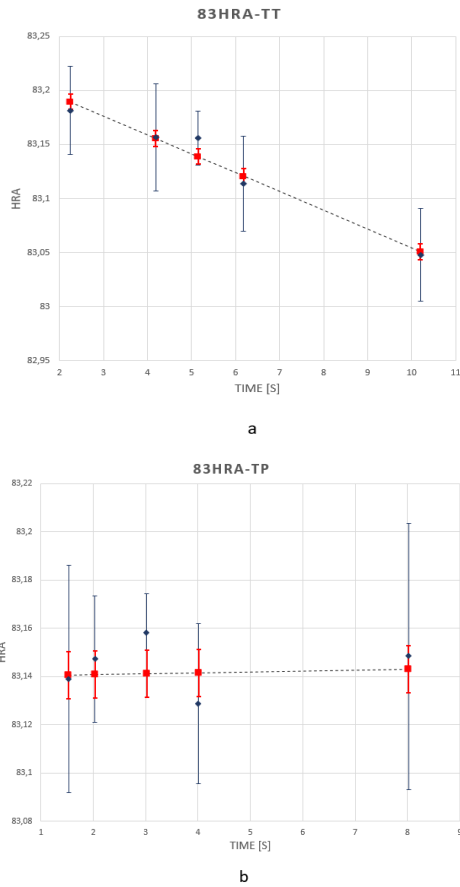 83HRA-TT
83,25
83,2
83,15
83,1
83,05
83
82,95
HRA
2 3 4 5 6 7 8 9 10 11
TIME [S]
a
83HRA-TP
83,22
83,2
83,18
83,16
83,14
83,12
83,1
83,08
HRA
1 2 3 4 5 6 7 8 9
TIME [S]
b